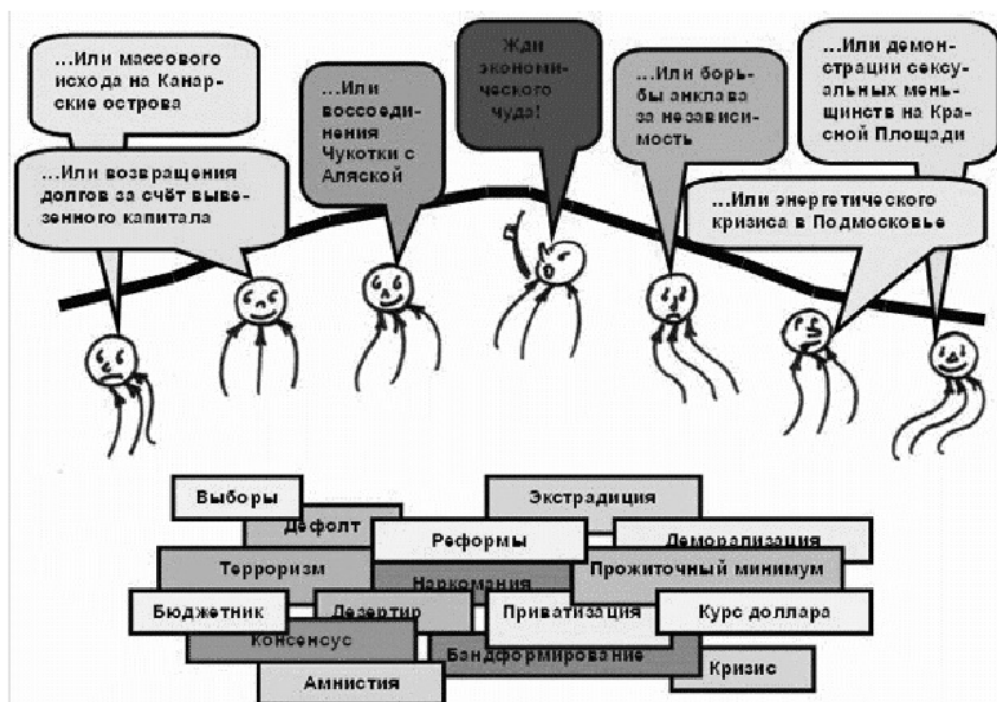 ...Или массового
исхода на Канар-
ские острова
...Или возвращения
долгов за счёт выве-
зенного капитала
...Или
воссоеди-
нения
Чукотки с
Аляской
Жди
экономи-
ческого
чуда!
...Или борь-
бы анклава
за независи-
мость
...Или демон-
страции сексу-
альных мень-
щинств на Кра-
сной Площади
...Или энергетического
кризиса в Подмосковье
Выборы
Экстрадиция
Дефолт
Реформы
Деморализация
Терроризм
Наркомания
Прожиточный минимум
Бюджетник
Дезертир
Приватизация
Курс доллара
Консенсус
Бандформирование
Кризис
Амнистия